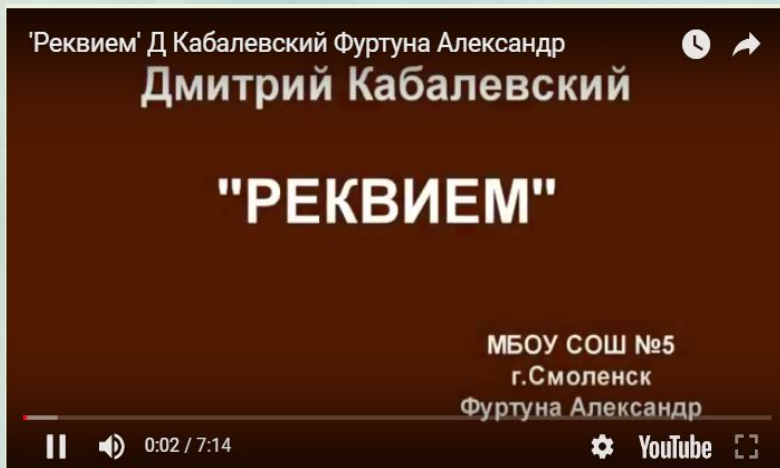 'Реквием' Д Кабалевский Фуртуна Александр
Дмитрий Кабалевский
"РЕКВИЕМ"
МБОУ СОШ №5
г.Смоленск
Фуртуна Александр
0:02 / 7:14
YouTube